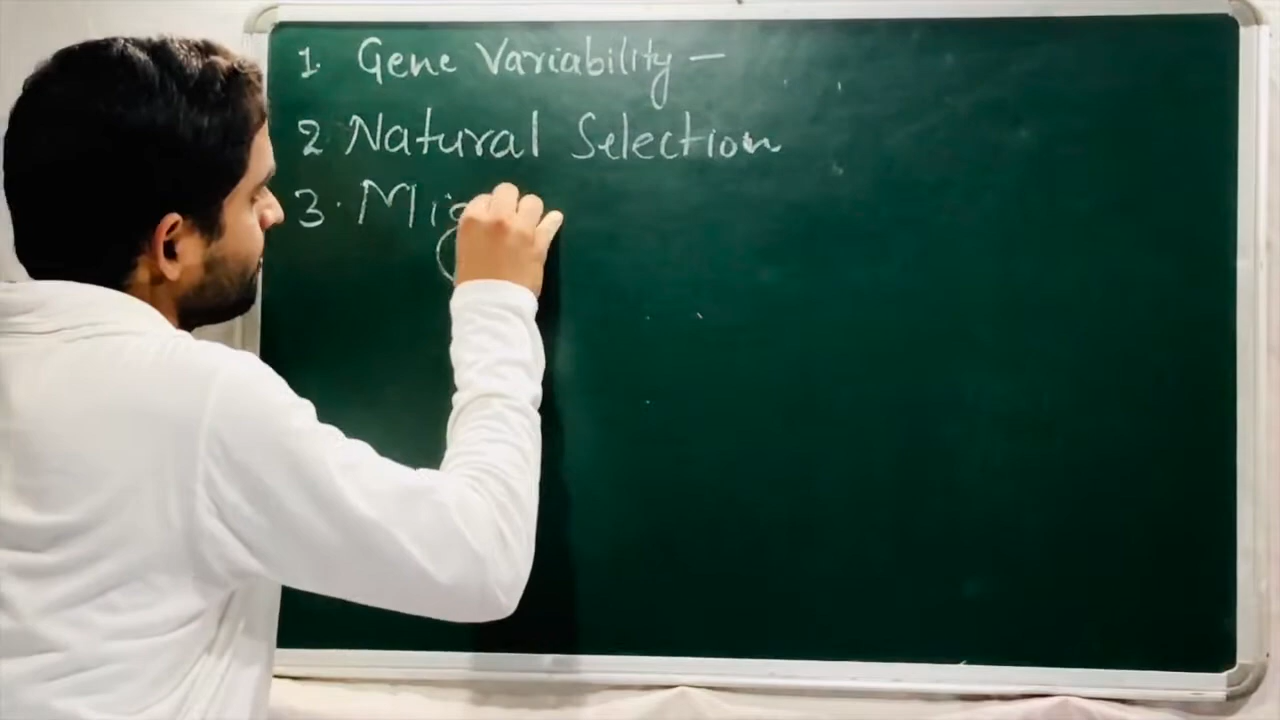 1. Gene Variability —
2 Natural Selection
3. Mig